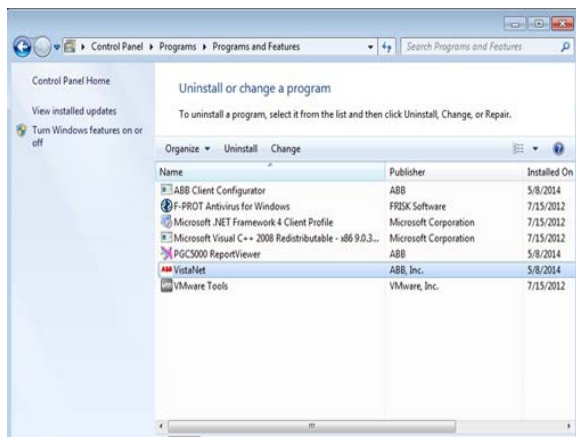 Control Panel ▸ Programs ▸ Programs and Features
Search Programs and Features
Control Panel Home
View installed updates
Turn Windows features on or
off
Uninstall or change a program
To uninstall a program, select it from the list and then click Uninstall, Change, or Repair.
Organize Uninstall Change
Name Publisher Installed On
ABB Client Configurator ABB 5/8/2014
F-PROT Antivirus for Windows FRISK Software 7/15/2012
Microsoft .NET Framework 4 Client Profile Microsoft Corporation 7/15/2012
Microsoft Visual C++ 2008 Redistributable - x86 9.0.3... Microsoft Corporation 7/15/2012
PGC5000 ReportViewer ABB 5/8/2014
ABB VistaNet ABB, Inc. 5/8/2014
VMware Tools VMware, Inc. 7/15/2012